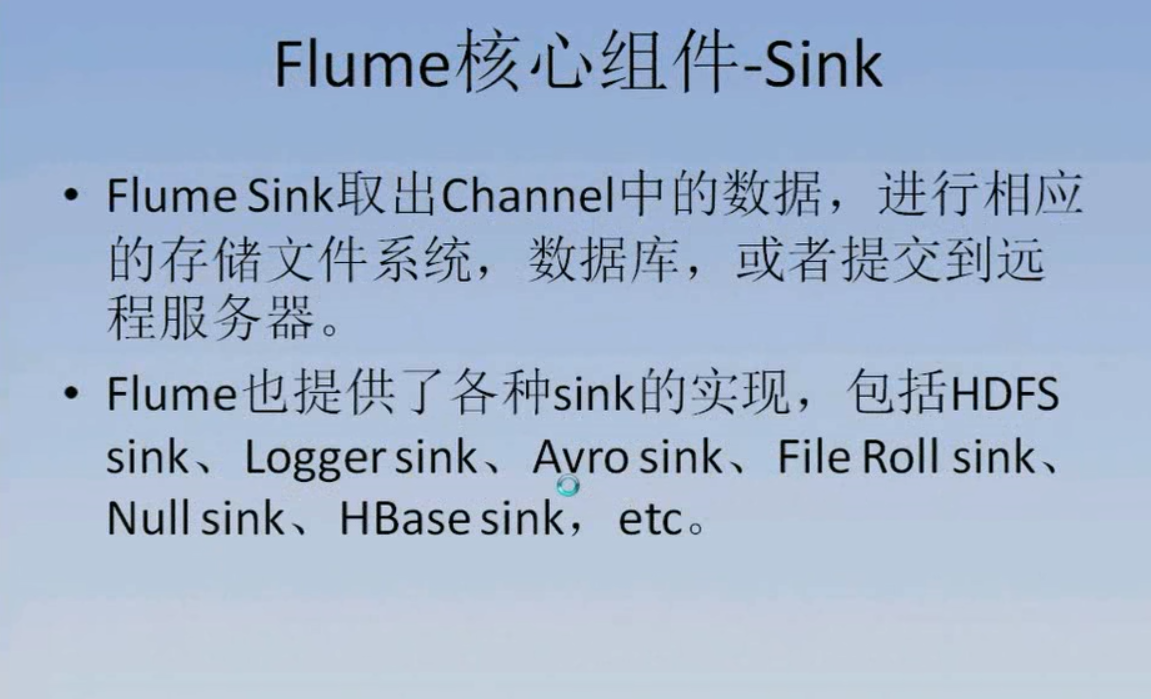 Flume核心组件-Sink
• Flume Sink取出Channel中的数据，进行相应
的存储文件系统，数据库，或者提交到远
程服务器。
• Flume也提供了各种sink的实现，包括HDFS
sink、Logger sink、Avro sink、File Roll sink、
Null sink、HBase sink，etc。